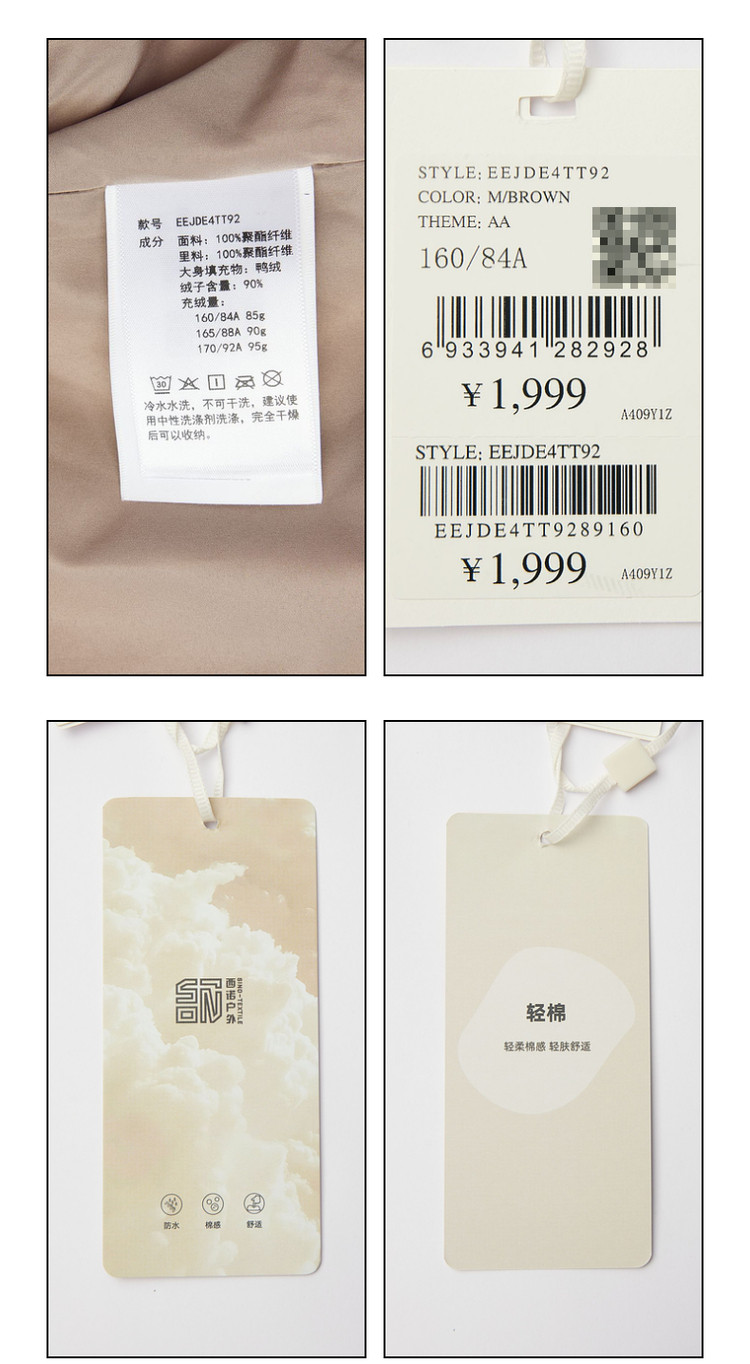 款号 EEJDE4TT92
成分 面料：100%聚酯纤维
里料：100%聚酯纤维
大身填充物：鸭绒
绒子含量：90%
充绒量：
160/84A 85g
165/88A 90g
170/92A 95g
30
冷水水洗，不可干洗，建议使
用中性洗涤剂洗涤，完全干燥
后可以收纳。
STYLE: EEJDE4TT92
COLOR: M/BROWN
THEME: AA
160/84A
6 933941 282928
¥1,999
A409Y1Z
STYLE: EEJDE4TT92
EEJDE4TT9289160
¥1,999
A409Y1Z
西诺户外
SINO-TEXTILE
防水 棉感 舒适
轻棉
轻柔棉感 轻肤舒适